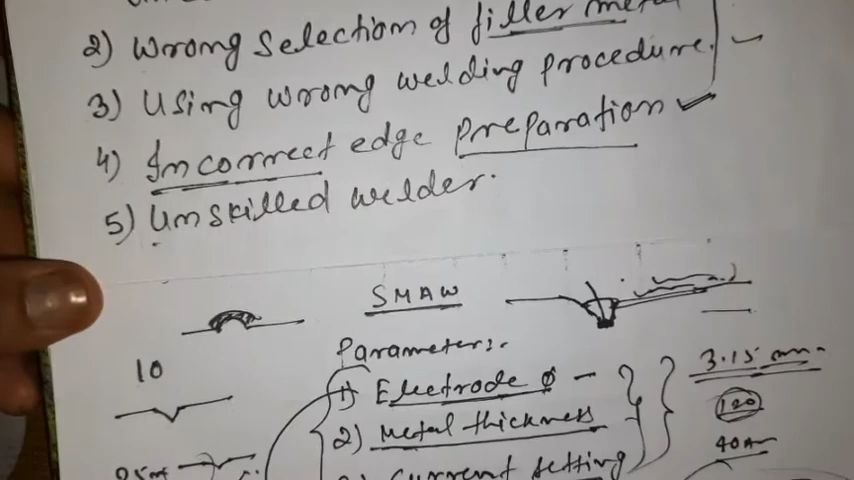 2) Wrong Selection of filler metal
3) Using wrong welding procedure.
4) Incorrect edge preparation
5) Unskilled welder.
SMAW
10
Parameters:
1) Electrode φ - 3.15 mm
2) Metal thickness 120
current setting 40